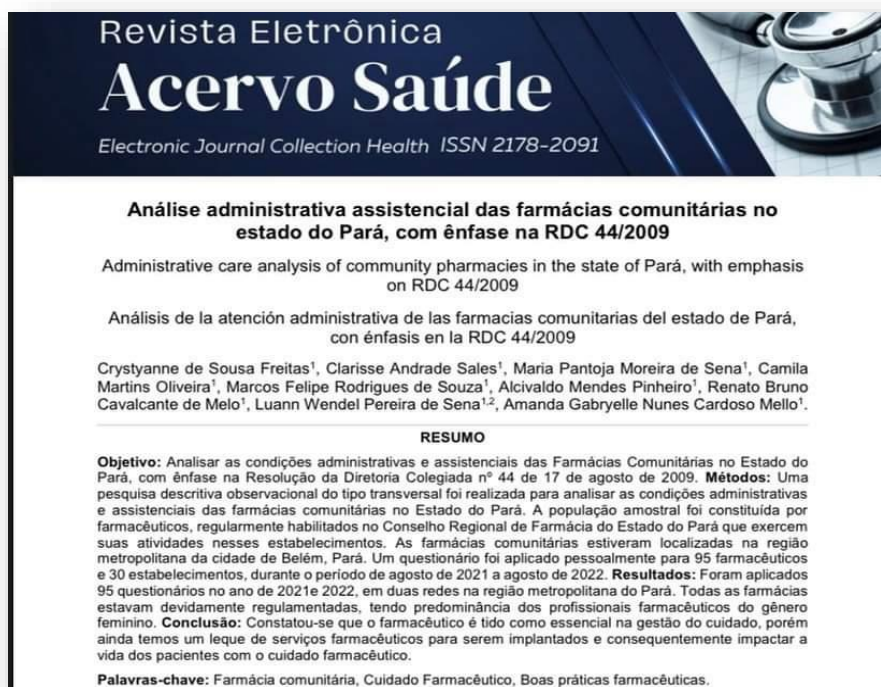 Revista Eletrônica
Acervo Saúde
Electronic Journal Collection Health ISSN 2178-2091
Análise administrativa assistencial das farmácias comunitárias no
estado do Pará, com ênfase na RDC 44/2009
Administrative care analysis of community pharmacies in the state of Pará, with emphasis
on RDC 44/2009
Análisis de la atención administrativa de las farmacias comunitarias del estado de Pará,
con énfasis en la RDC 44/2009
Crystyanne de Sousa Freitas¹, Clarisse Andrade Sales¹, Maria Pantoja Moreira de Sena¹, Camila
Martins Oliveira¹, Marcos Felipe Rodrigues de Souza¹, Alcivaldo Mendes Pinheiro¹, Renato Bruno
Cavalcante de Melo¹, Luann Wendel Pereira de Sena¹,², Amanda Gabryelle Nunes Cardoso Mello¹.
RESUMO
Objetivo: Analisar as condições administrativas e assistenciais das Farmácias Comunitárias no Estado do
Pará, com ênfase na Resolução da Diretoria Colegiada nº 44 de 17 de agosto de 2009. Métodos: Uma
pesquisa descritiva observacional do tipo transversal foi realizada para analisar as condições administrativas
e assistenciais das farmácias comunitárias no Estado do Pará. A população amostral foi constituída por
farmacêuticos, regularmente habilitados no Conselho Regional de Farmácia do Estado do Pará que exercem
suas atividades nesses estabelecimentos. As farmácias comunitárias estiveram localizadas na região
metropolitana da cidade de Belém, Pará. Um questionário foi aplicado pessoalmente para 95 farmacêuticos
e 30 estabelecimentos, durante o período de agosto de 2021 a agosto de 2022. Resultados: Foram aplicados
95 questionários no ano de 2021e 2022, em duas redes na região metropolitana do Pará. Todas as farmácias
estavam devidamente regulamentadas, tendo predominância dos profissionais farmacêuticos do gênero
feminino. Conclusão: Constatou-se que o farmacêutico é tido como essencial na gestão do cuidado, porém
ainda temos um leque de serviços farmacêuticos para serem implantados e consequentemente impactar a
vida dos pacientes com o cuidado farmacêutico.
Palavras-chave: Farmácia comunitária, Cuidado Farmacêutico, Boas práticas farmacêuticas.